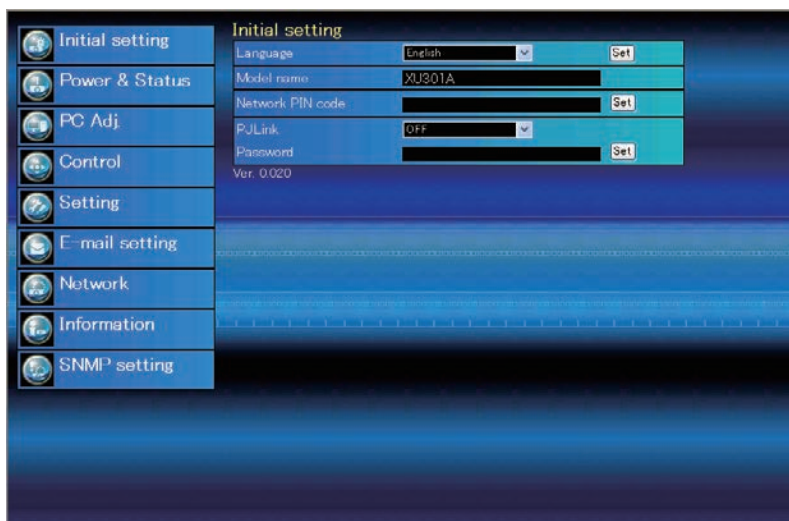 Initial setting
Power & Status
PC Adj.
Control
Setting
E-mail setting
Network
Information
SNMP setting
Initial setting
Language English Set
Model name XU301A
Network PIN code Set
PJLink OFF
Password Set
Ver. 0.020